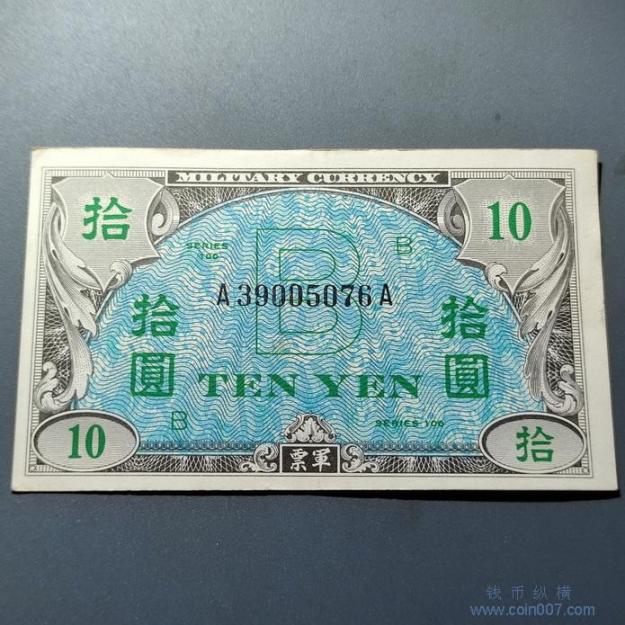 MILITARY CURRENCY
拾
10
SERIES
100
B
B
A39005076A
拾
圓
拾
圓
TEN YEN
B
SERIES 100
10
票軍
拾
钱币纵横
www.coin007.com